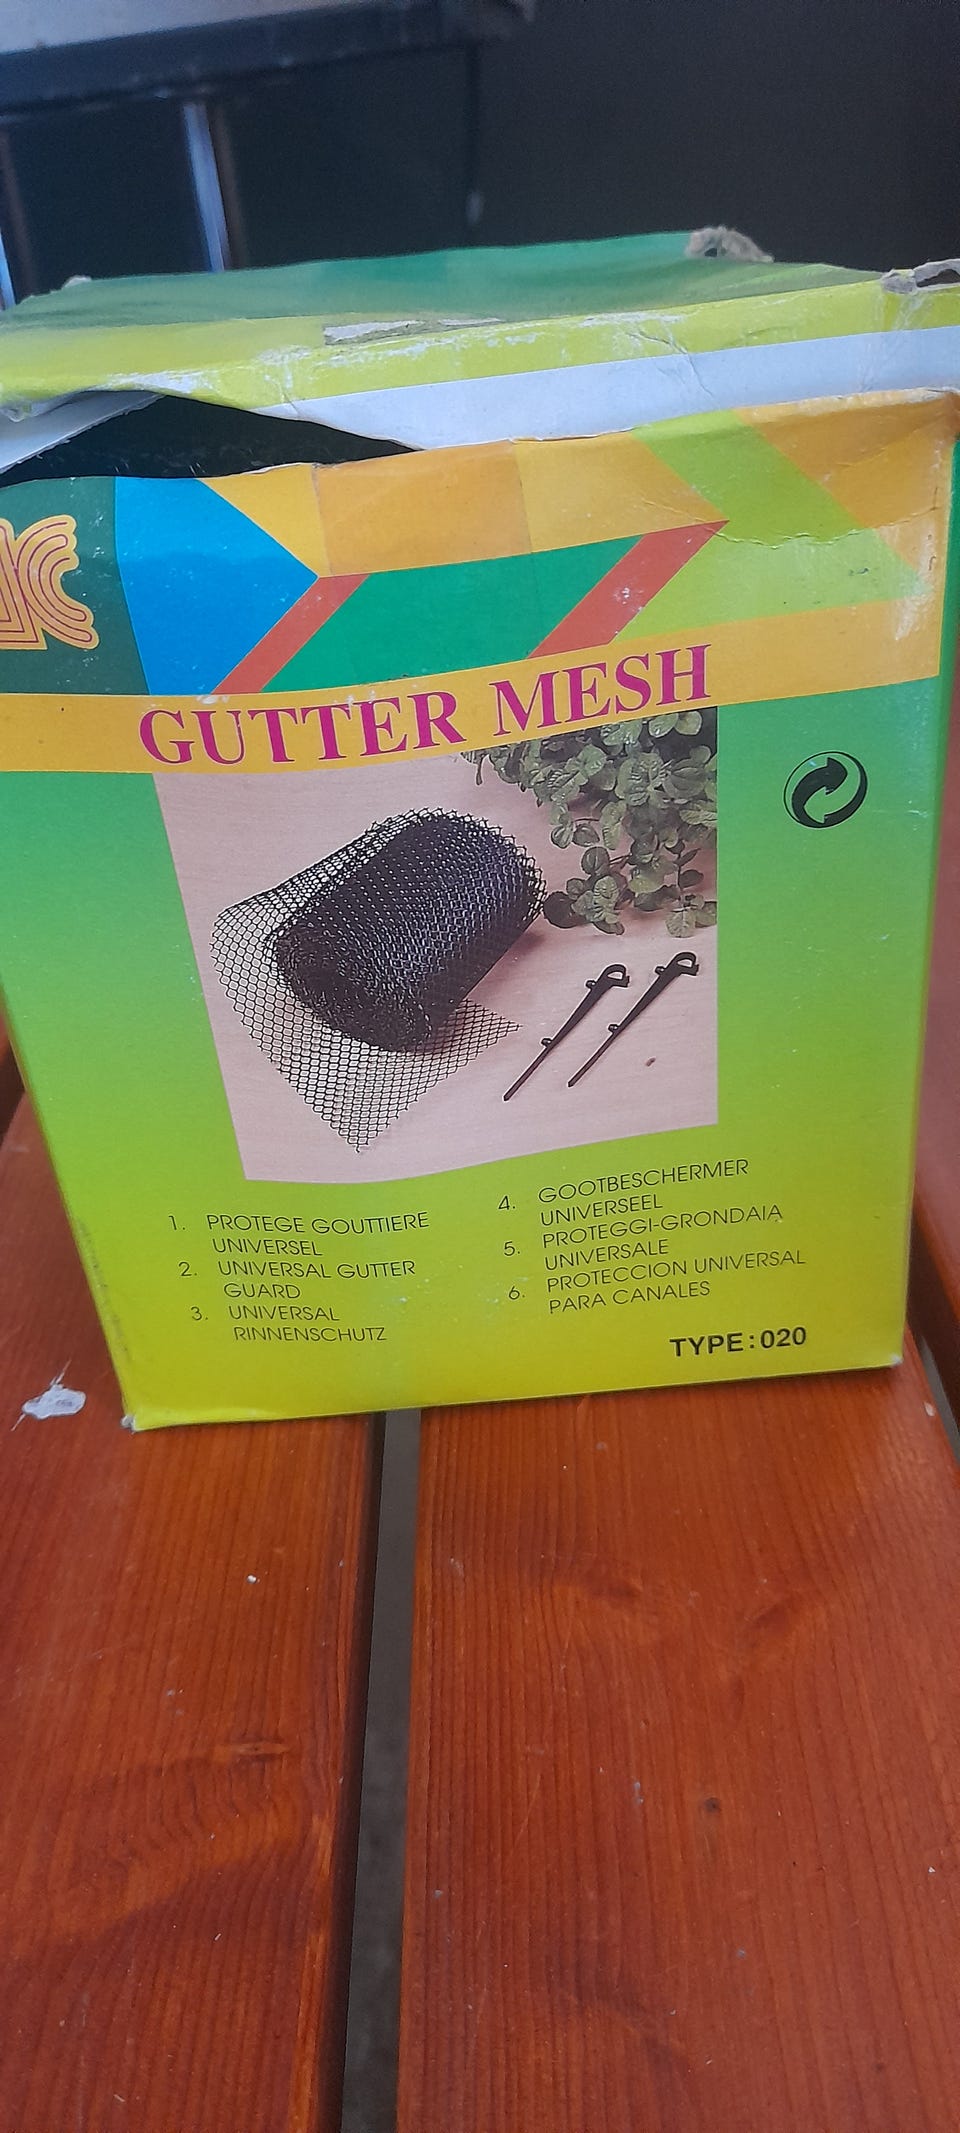 GUTTER MESH
1. PROTEGE GOUTTIERE
UNIVERSEL
2. UNIVERSAL GUTTER
GUARD
3. UNIVERSAL
RINNENSCHUTZ
4. GOOTBESCHERMER
UNIVERSEEL
5. PROTEGGI-GRONDAIA
UNIVERSALE
6. PROTECCION UNIVERSAL
PARA CANALES
TYPE:020